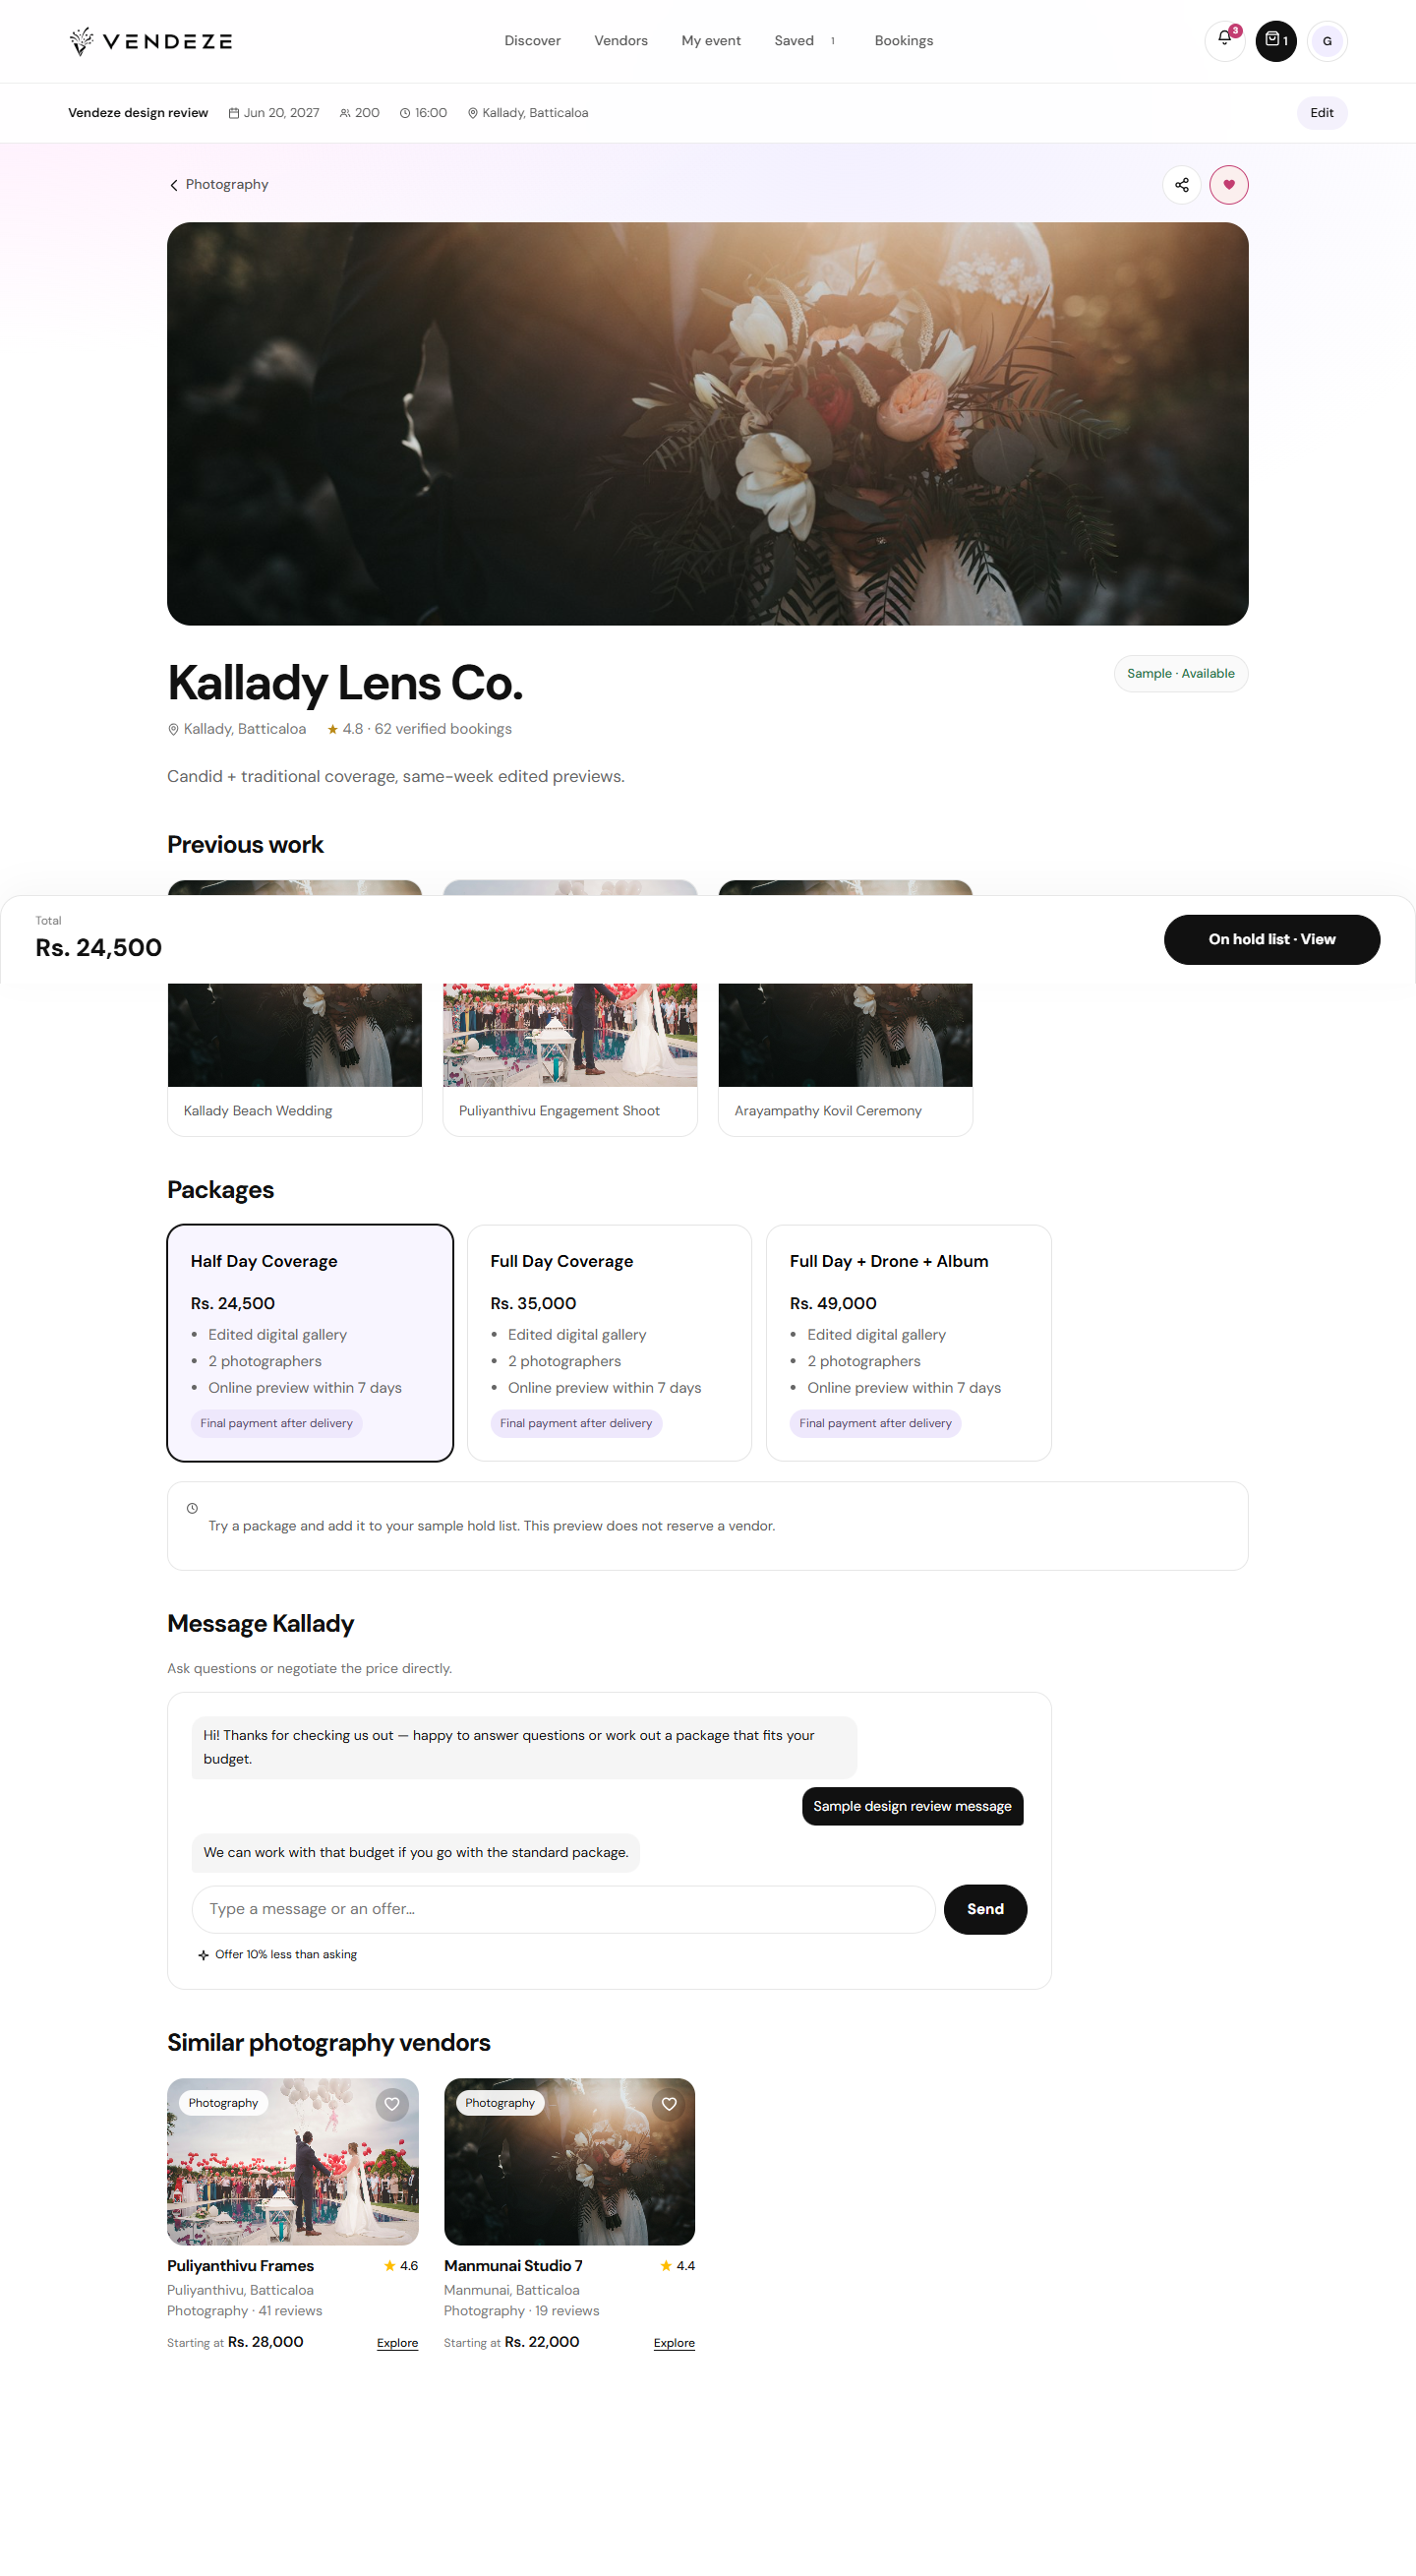 VENDEZE
Discover
Vendors
My event
Saved 1
Bookings
3
1
G
Vendeze design review
Jun 20, 2027
200
16:00
Kallady, Batticaloa
Edit
Photography
Kallady Lens Co.
Sample · Available
Kallady, Batticaloa
4.8 · 62 verified bookings
Candid + traditional coverage, same-week edited previews.
Previous work
Total
Rs. 24,500
On hold list · View
Kallady Beach Wedding
Puliyanthivu Engagement Shoot
Arayampathy Kovil Ceremony
Packages
Half Day Coverage
Rs. 24,500
• Edited digital gallery
• 2 photographers
• Online preview within 7 days
Final payment after delivery
Full Day Coverage
Rs. 35,000
• Edited digital gallery
• 2 photographers
• Online preview within 7 days
Final payment after delivery
Full Day + Drone + Album
Rs. 49,000
• Edited digital gallery
• 2 photographers
• Online preview within 7 days
Final payment after delivery
Try a package and add it to your sample hold list. This preview does not reserve a vendor.
Message Kallady
Ask questions or negotiate the price directly.
Hi! Thanks for checking us out — happy to answer questions or work out a package that fits your
budget.
Sample design review message
We can work with that budget if you go with the standard package.
Type a message or an offer...
Send
Offer 10% less than asking
Similar photography vendors
Photography
Puliyanthivu Frames
4.6
Puliyanthivu, Batticaloa
Photography · 41 reviews
Starting at Rs. 28,000
Explore
Photography
Manmunai Studio 7
4.4
Manmunai, Batticaloa
Photography · 19 reviews
Starting at Rs. 22,000
Explore